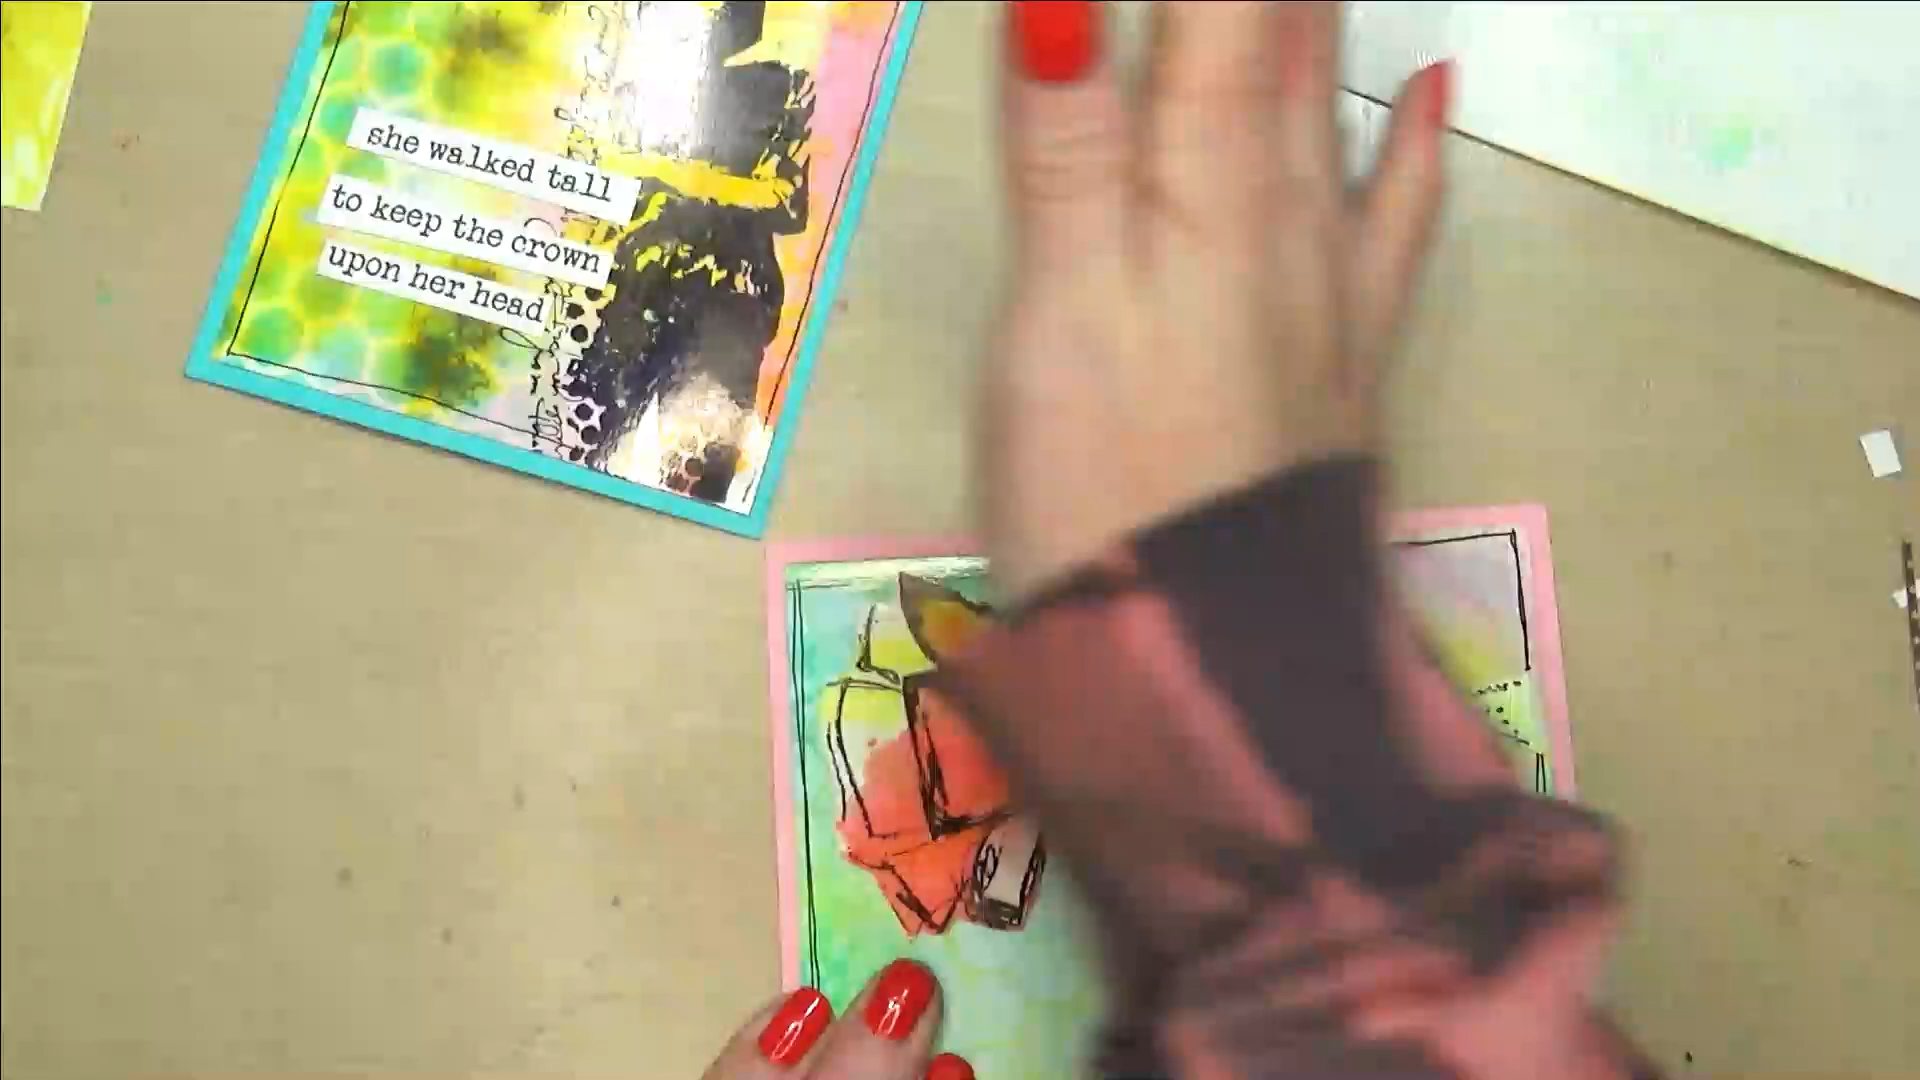 she walked tall
to keep the crown
upon her head